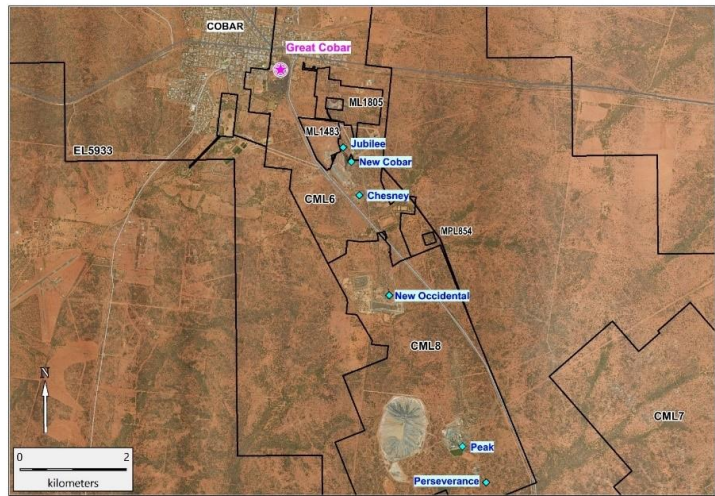 COBAR
Great Cobar
ML1805
ML1483
Jubilee
EL5933
New Cobar
CML6
Chesney
MPL854
New Occidental
CML8
N
CML7
0 2
kilometers
Peak
Perseverance